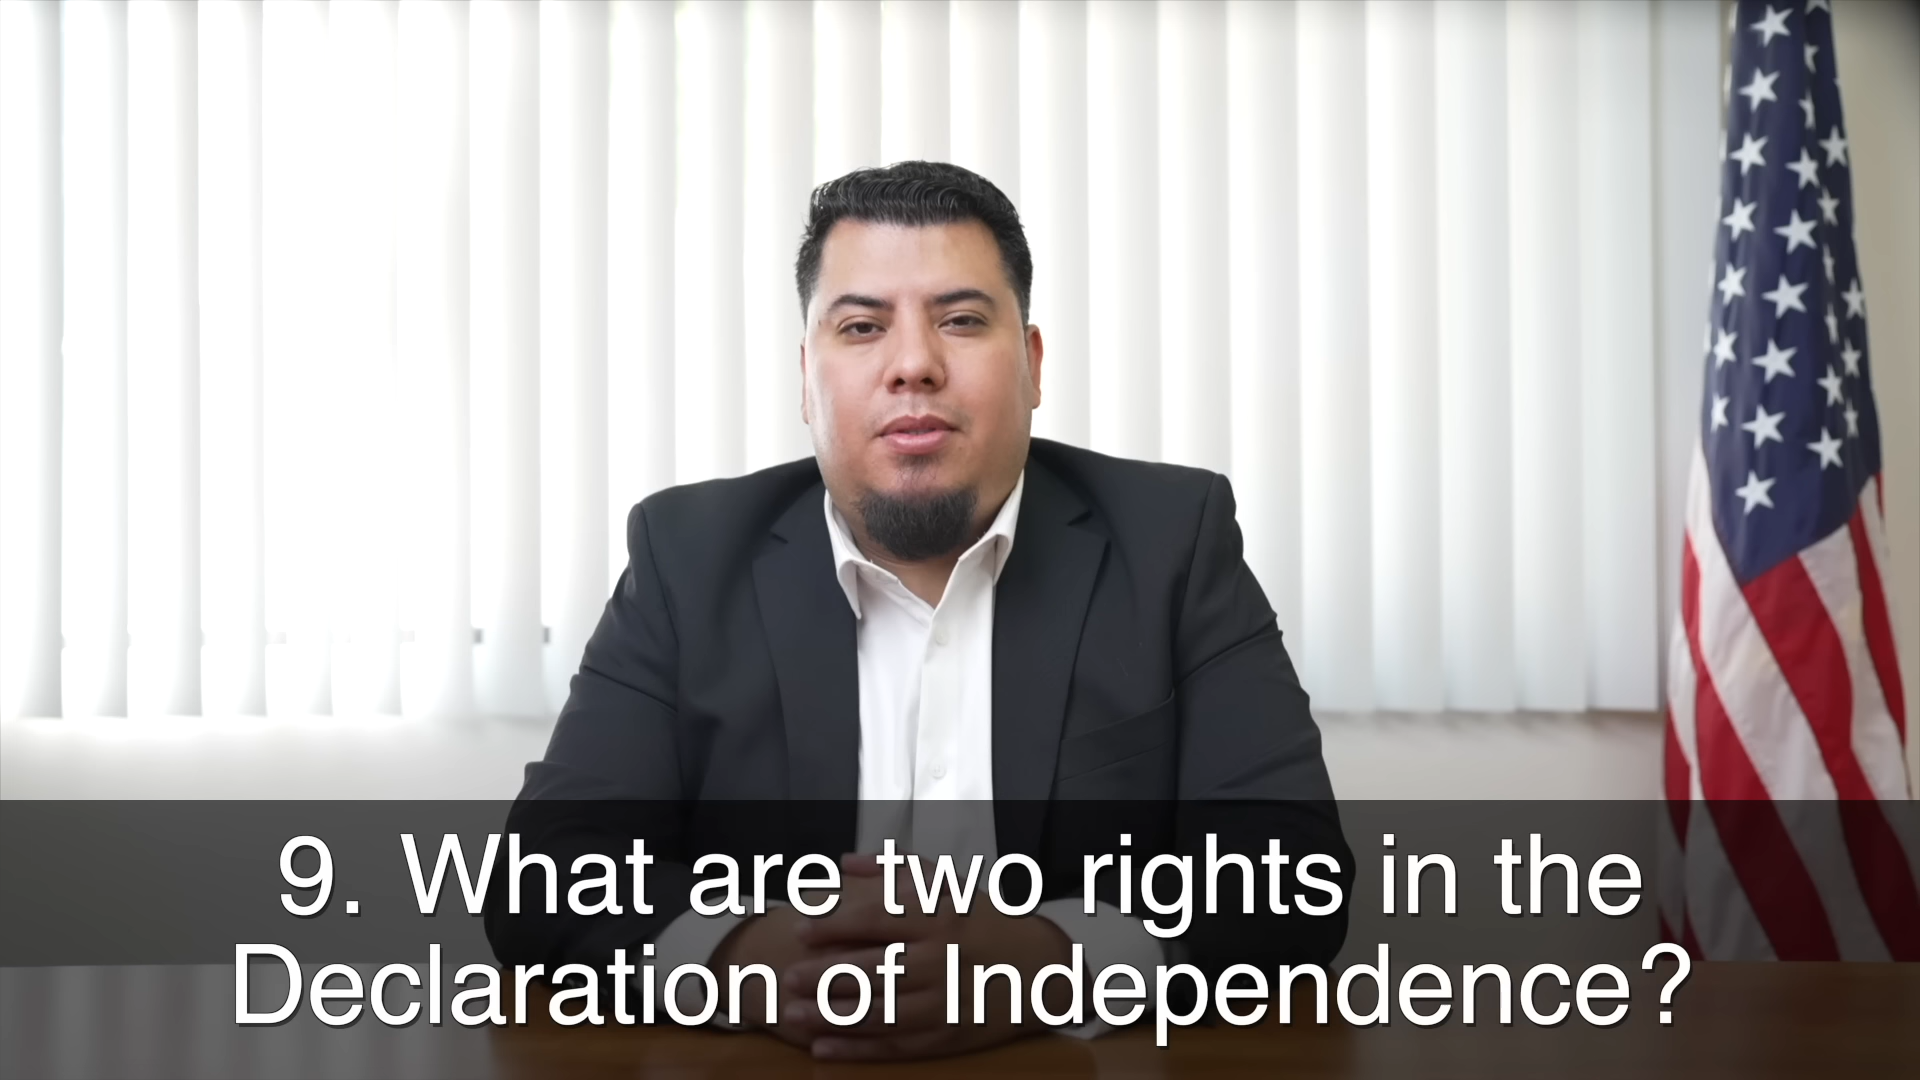 9. What are two rights in the
Declaration of Independence?